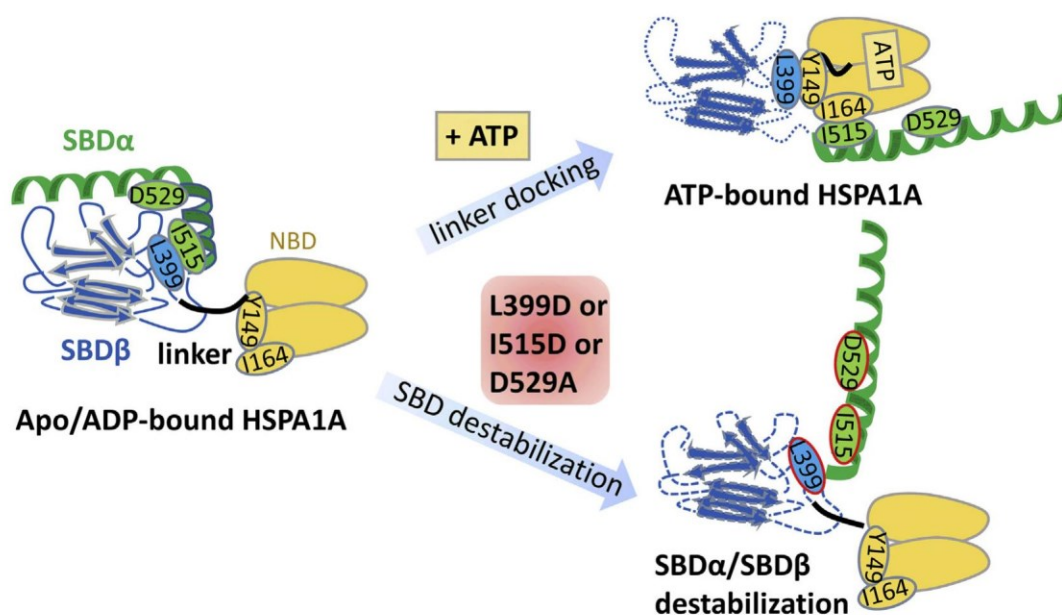 SBDα
D529
I515
L399
NBD
Y149
I164
SBDβ
linker
Apo/ADP-bound HSPA1A
+ ATP
linker docking
L399D or
I515D or
D529A
SBD destabilization
L399
Y149
ATP
I164
I515
D529
ATP-bound HSPA1A
D529
I515
L399
Y149
I164
SBDα/SBDβ
destabilization